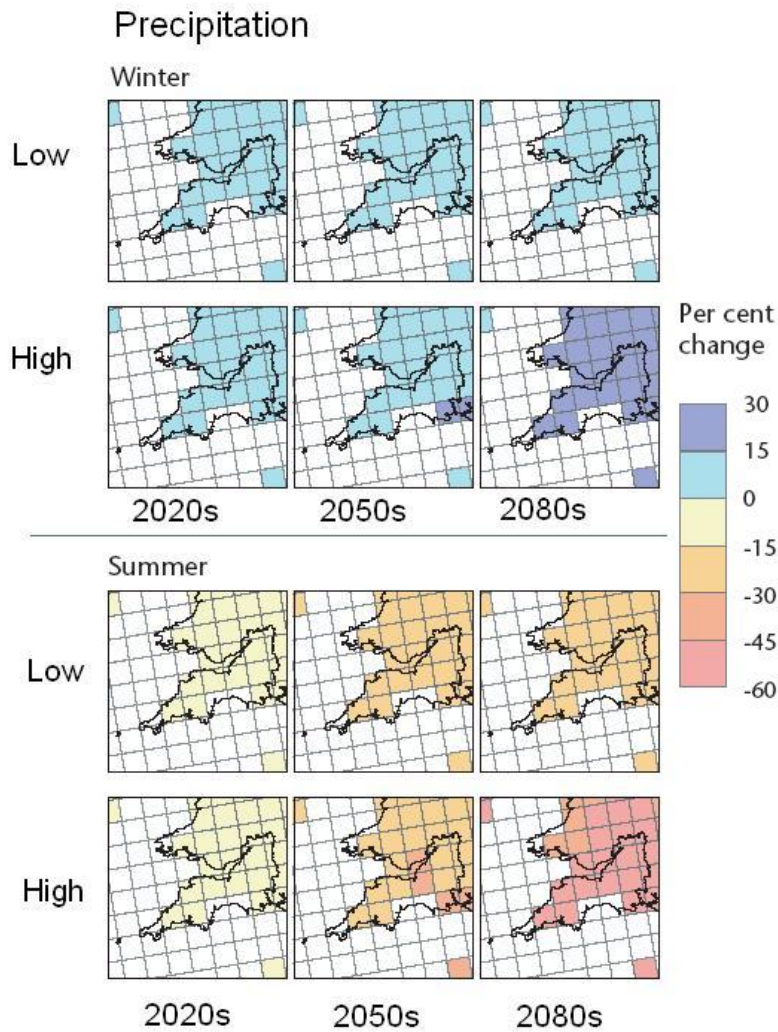 Precipitation
Winter
Low
High
2020s 2050s 2080s
Per cent
change
30
15
0
-15
-30
-45
-60
Summer
Low
High
2020s 2050s 2080s